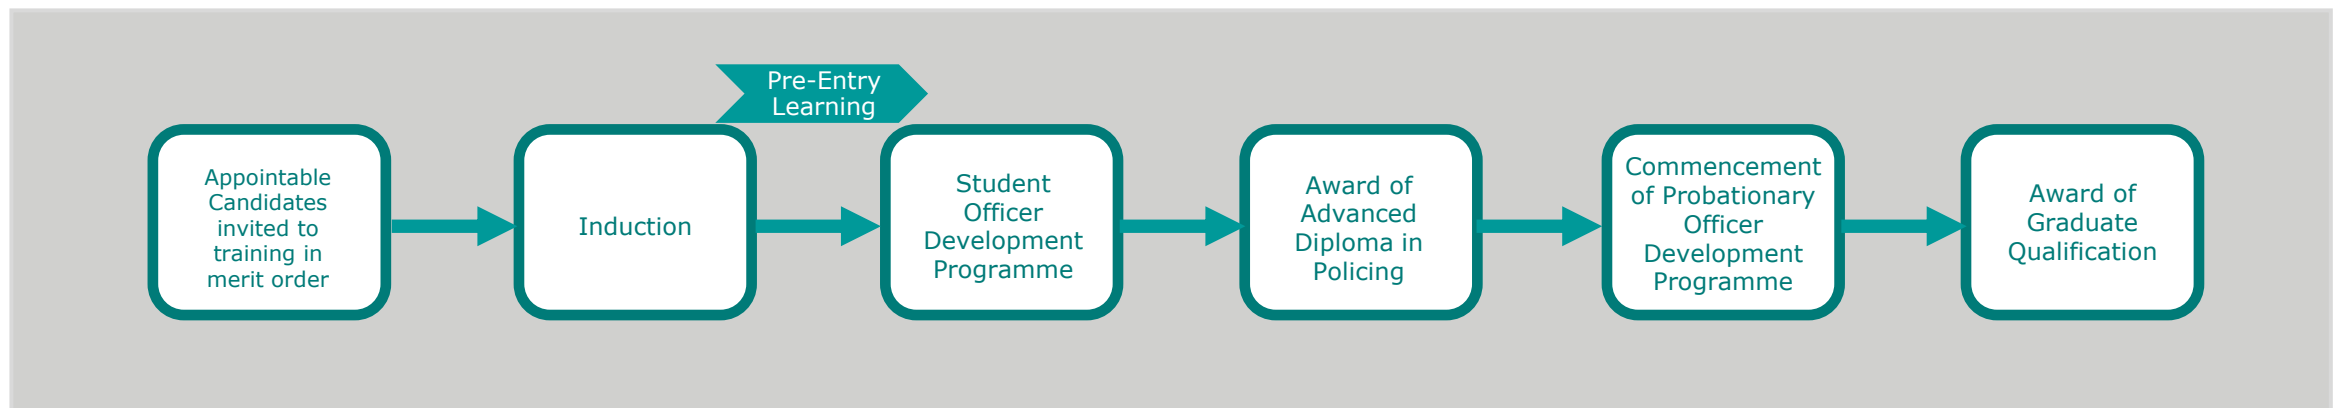 Pre-Entry
Learning
Appointable
Candidates
invited to
training in
merit order
Induction
Student
Officer
Development
Programme
Award of
Advanced
Diploma in
Policing
Commencement
of Probationary
Officer
Development
Programme
Award of
Graduate
Qualification